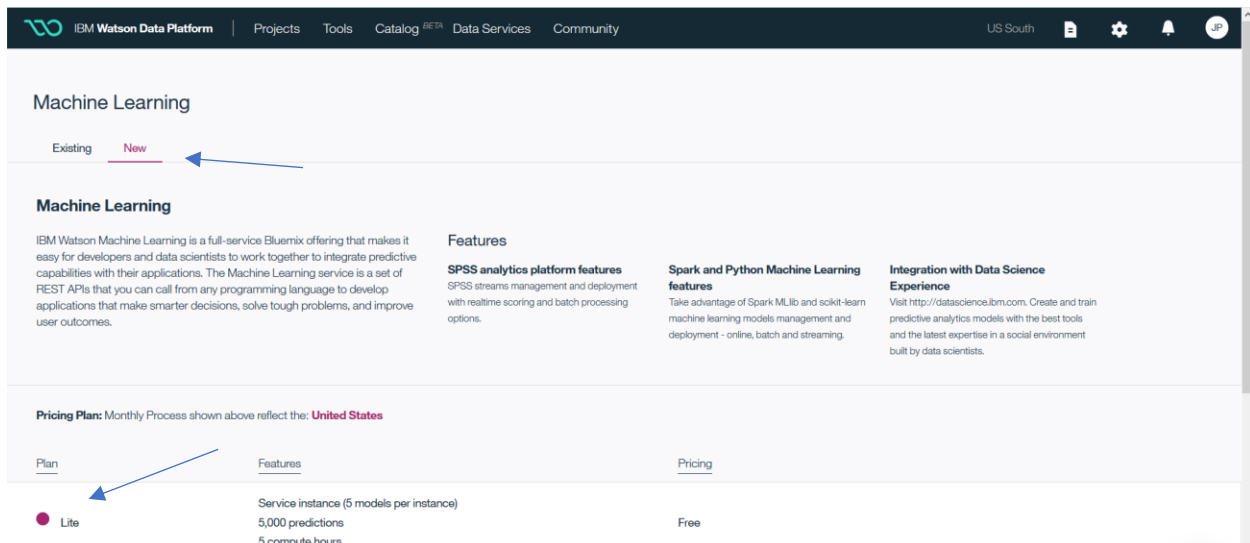 IBM Watson Data Platform Projects Tools Catalog BETA Data Services Community US South JP
Machine Learning
Existing New
Machine Learning
IBM Watson Machine Learning is a full-service Bluemix offering that makes it
easy for developers and data scientists to work together to integrate predictive
capabilities with their applications. The Machine Learning service is a set of
REST APIs that you can call from any programming language to develop
applications that make smarter decisions, solve tough problems, and improve
user outcomes.
Features
SPSS analytics platform features
SPSS streams management and deployment
with realtime scoring and batch processing
options.
Spark and Python Machine Learning
features
Take advantage of Spark MLlib and scikit-learn
machine learning models management and
deployment - online, batch and streaming.
Integration with Data Science
Experience
Visit http://datascience.ibm.com. Create and train
predictive analytics models with the best tools
and the latest expertise in a social environment
built by data scientists.
Pricing Plan: Monthly Process shown above reflect the: United States
Plan Features Pricing
Service instance (5 models per instance)
Lite 5,000 predictions Free
5 compute hours